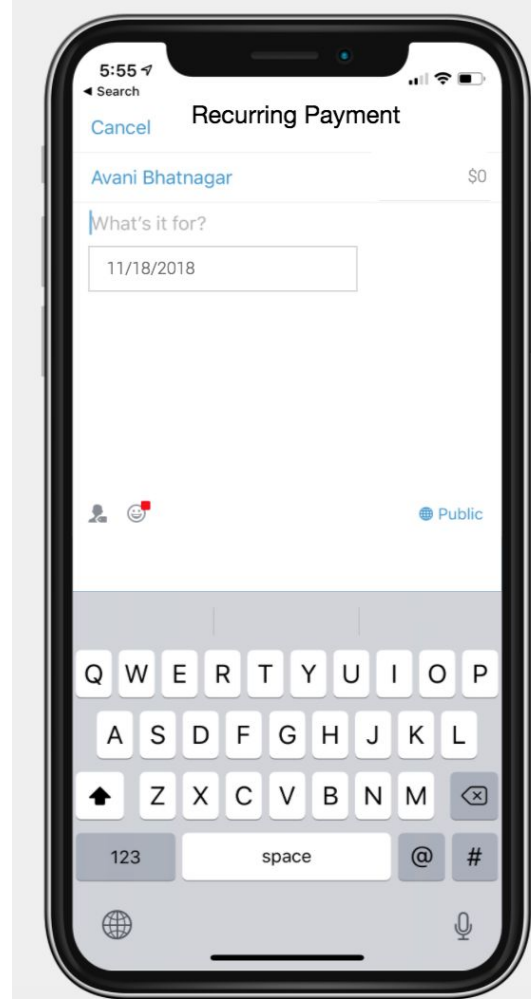 5:55
◀ Search
Cancel Recurring Payment
Avani Bhatnagar $0
What's it for?
11/18/2018
Public
Q W E R T Y U I O P
A S D F G H J K L
Z X C V B N M
123 space @ #